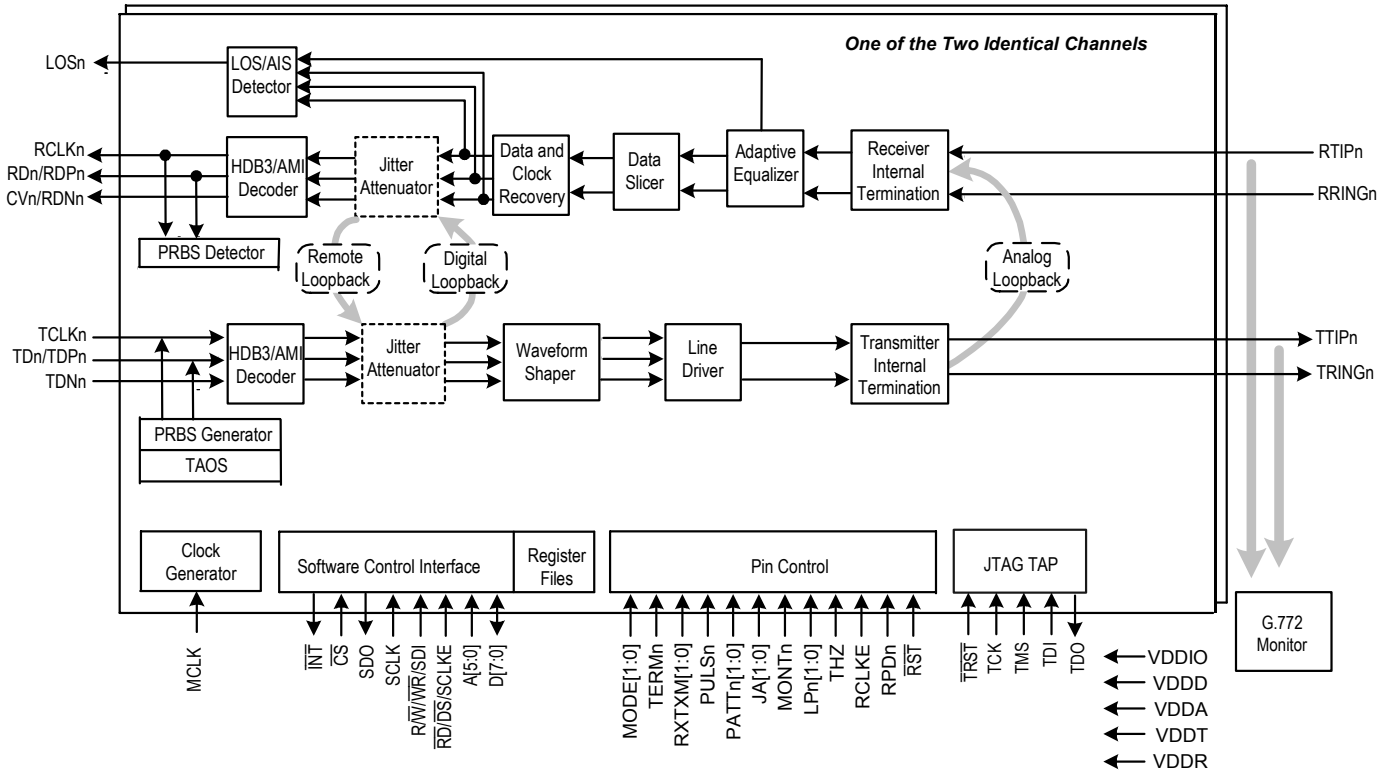 One of the Two Identical Channels
LOSn
LOS/AIS
Detector
RCLKn
RDn/RDPn
CVn/RDNn
HDB3/AMI
Decoder
Jitter
Attenuator
Data and
Clock
Recovery
Data
Slicer
Adaptive
Equalizer
Receiver
Internal
Termination
RTIPn
RRINGn
PRBS Detector
Remote
Loopback
Digital
Loopback
Analog
Loopback
TCLKn
TDn/TDPn
TDNn
HDB3/AMI
Decoder
Jitter
Attenuator
Waveform
Shaper
Line
Driver
Transmitter
Internal
Termination
TTIPn
TRINGn
PRBS Generator
TAOS
Clock
Generator
Software Control Interface
Register
Files
Pin Control
JTAG TAP
G.772
Monitor
MCLK
INT
CS
SDO
SCLK
R/W/WR/SDI
RD/DS/SCLKE
A[5:0]
D[7:0]
MODE[1:0]
TERMn
RXTXM[1:0]
PULSn
PATTn[1:0]
JA[1:0]
MONTn
LPn[1:0]
THZ
RCLKE
RPDn
RST
TRST
TCK
TMS
TDI
TDO
VDDIO
VDDD
VDDA
VDDT
VDDR